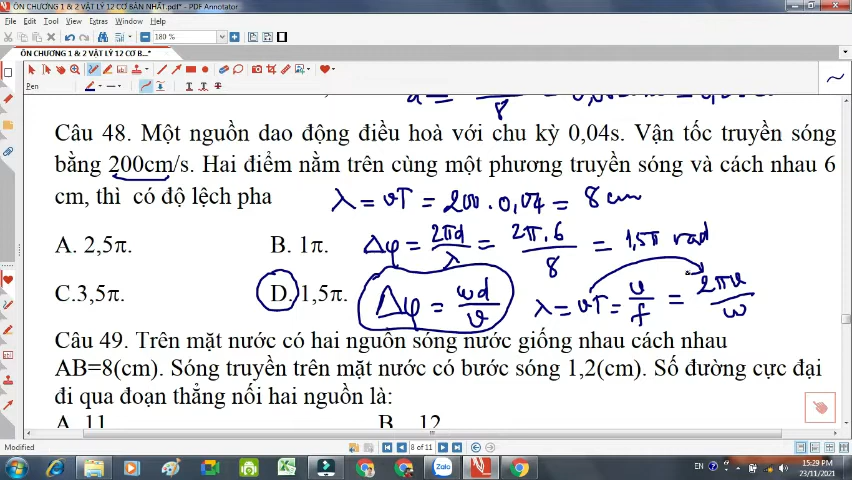 ÔN CHƯƠNG 1 & 2 VẬT LÝ 12 CƠ BẢN NHẤT.pdf* - PDF Annotator
File Edit Tool View Extras Window Help
180 %
ÔN CHƯƠNG 1 & 2 VẬT LÝ 12 CƠ B...*
Pen
8
Câu 48. Một nguồn dao động điều hoà với chu kỳ 0,04s. Vận tốc truyền sóng
bằng 200cm/s. Hai điểm nằm trên cùng một phương truyền sóng và cách nhau 6
cm, thì có độ lệch pha
λ = vT = 200 . 0,04 = 8 cm
A. 2,5π. B. 1π.
Δφ = 2πd/λ = 2π.6/8 = 1,5π rad
C.3,5π. D. 1,5π.
Δφ = ωd/v
λ = vT = v/f = 2πv/ω
Câu 49. Trên mặt nước có hai nguồn sóng nước giống nhau cách nhau
AB=8(cm). Sóng truyền trên mặt nước có bước sóng 1,2(cm). Số đường cực đại
đi qua đoạn thẳng nối hai nguồn là:
A. 11 B. 12
Modified 8 of 11
Zalo
EN 15:29 PM
23/11/2021